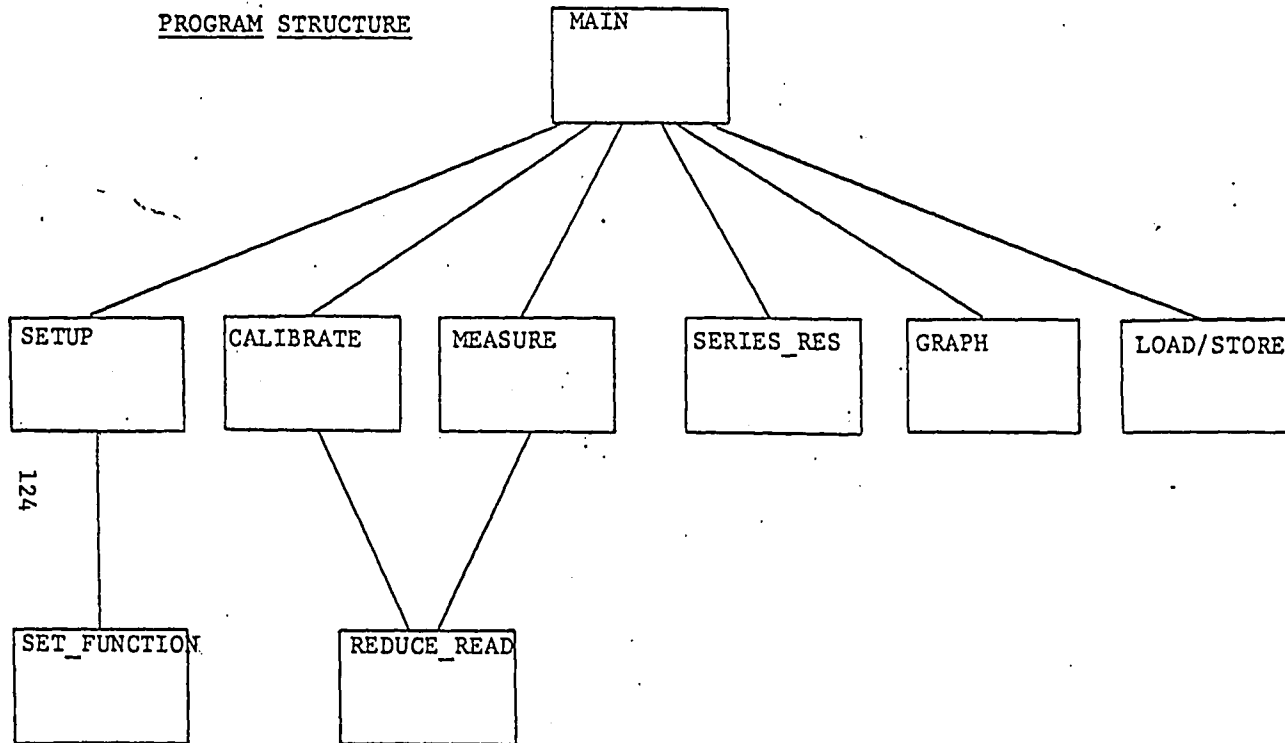 PROGRAM STRUCTURE
MAIN
SETUP
CALIBRATE
MEASURE
SERIES_RES
GRAPH
LOAD/STORE
124
SET_FUNCTION
REDUCE_READ